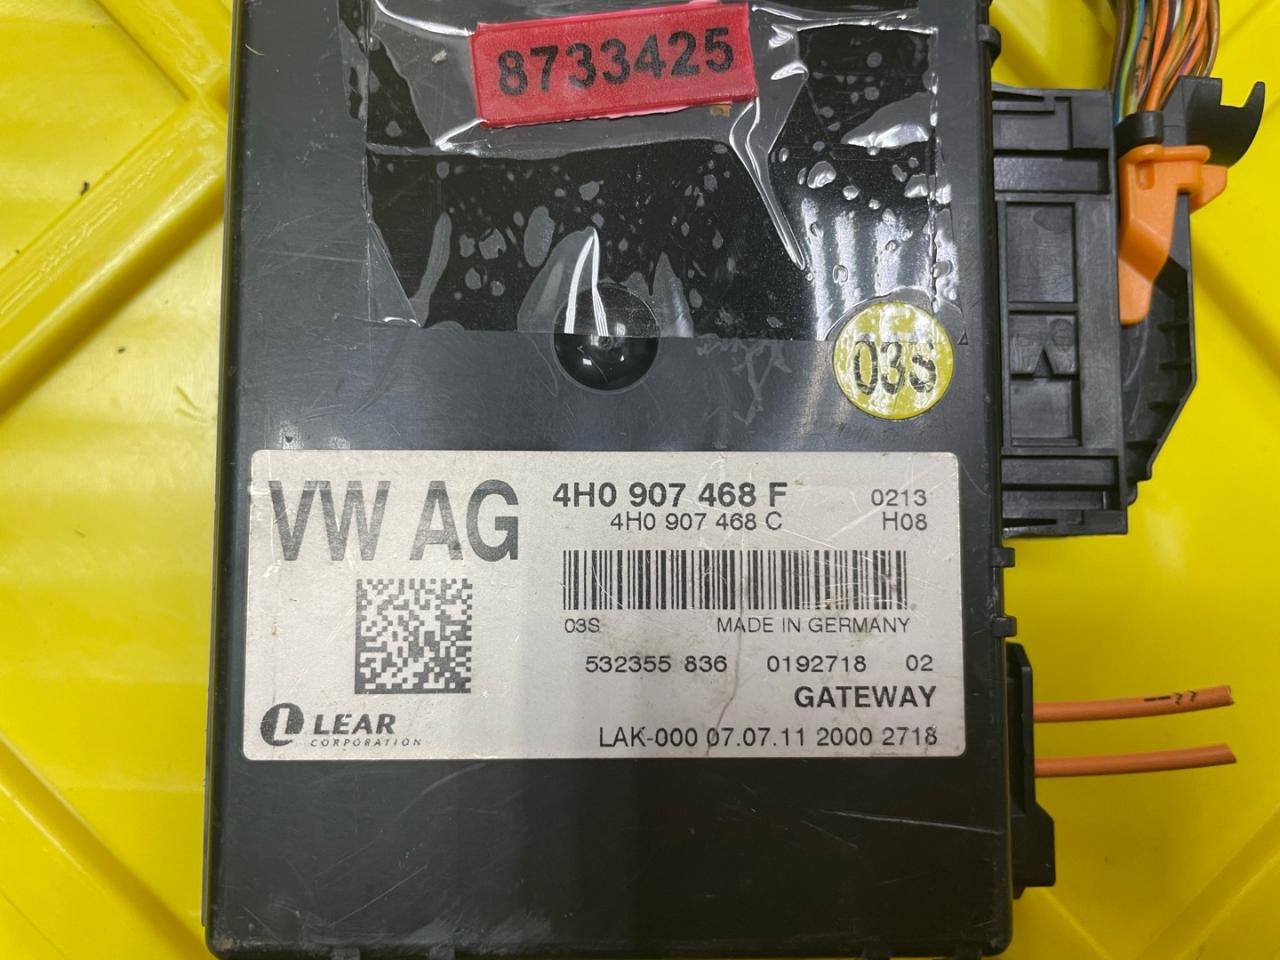 8733425
03S
VW AG
4H0 907 468 F
0213
4H0 907 468 C
H08
03S
MADE IN GERMANY
532355 836
0192718
02
GATEWAY
LEAR
CORPORATION
LAK-000 07.07.11 2000 2718